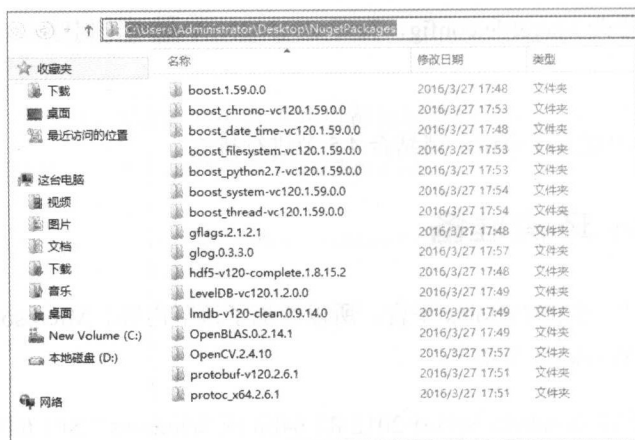 C:\Users\Administrator\Desktop\NugetPackages
收藏夹
下载
桌面
最近访问的位置
这台电脑
视频
图片
文档
下载
音乐
桌面
New Volume (C:)
本地磁盘 (D:)
网络
名称 修改日期 类型
boost.1.59.0.0 2016/3/27 17:48 文件夹
boost_chrono-vc120.1.59.0.0 2016/3/27 17:53 文件夹
boost_date_time-vc120.1.59.0.0 2016/3/27 17:48 文件夹
boost_filesystem-vc120.1.59.0.0 2016/3/27 17:53 文件夹
boost_python2.7-vc120.1.59.0.0 2016/3/27 17:53 文件夹
boost_system-vc120.1.59.0.0 2016/3/27 17:54 文件夹
boost_thread-vc120.1.59.0.0 2016/3/27 17:54 文件夹
gflags.2.1.2.1 2016/3/27 17:48 文件夹
glog.0.3.3.0 2016/3/27 17:57 文件夹
hdf5-v120-complete.1.8.15.2 2016/3/27 17:48 文件夹
LevelDB-vc120.1.2.0.0 2016/3/27 17:49 文件夹
lmdb-v120-clean.0.9.14.0 2016/3/27 17:49 文件夹
OpenBLAS.0.2.14.1 2016/3/27 17:49 文件夹
OpenCV.2.4.10 2016/3/27 17:57 文件夹
protobuf-v120.2.6.1 2016/3/27 17:51 文件夹
protoc_x64.2.6.1 2016/3/27 17:51 文件夹